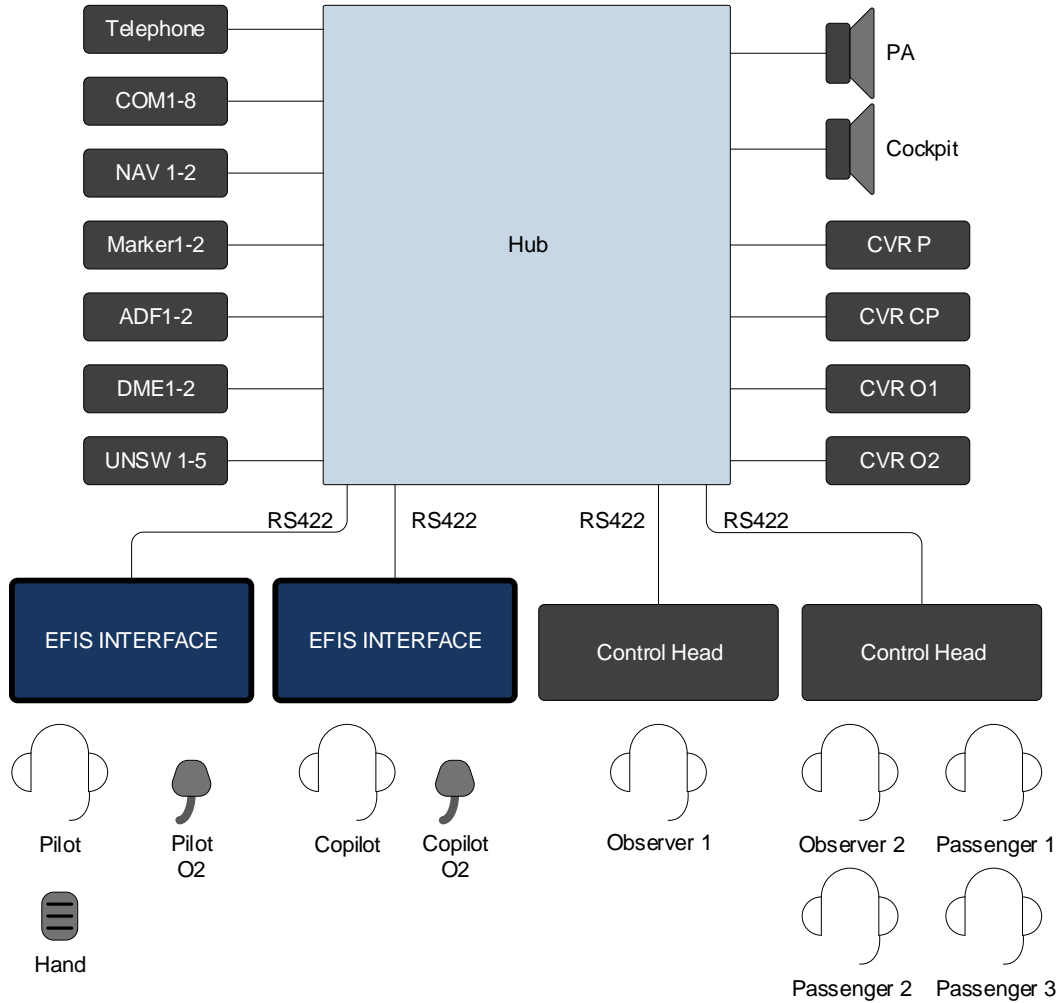 Telephone
COM1-8
NAV 1-2
Marker1-2
ADF1-2
DME1-2
UNSW 1-5
Hub
PA
Cockpit
CVR P
CVR CP
CVR O1
CVR O2
RS422
RS422
RS422
RS422
EFIS INTERFACE
EFIS INTERFACE
Control Head
Control Head
Pilot
Pilot
O2
Copilot
Copilot
O2
Observer 1
Observer 2
Passenger 1
Hand
Passenger 2
Passenger 3